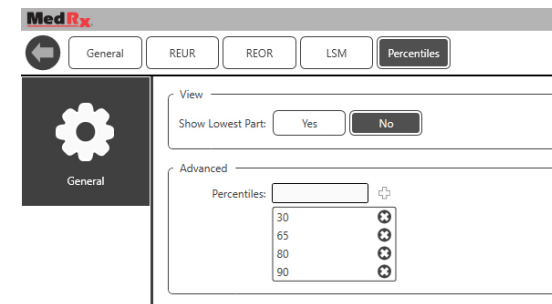 MedRx
General REUR REOR LSM Percentiles
View
Show Lowest Part: Yes No
General
Advanced
Percentiles:
30
65
80
90